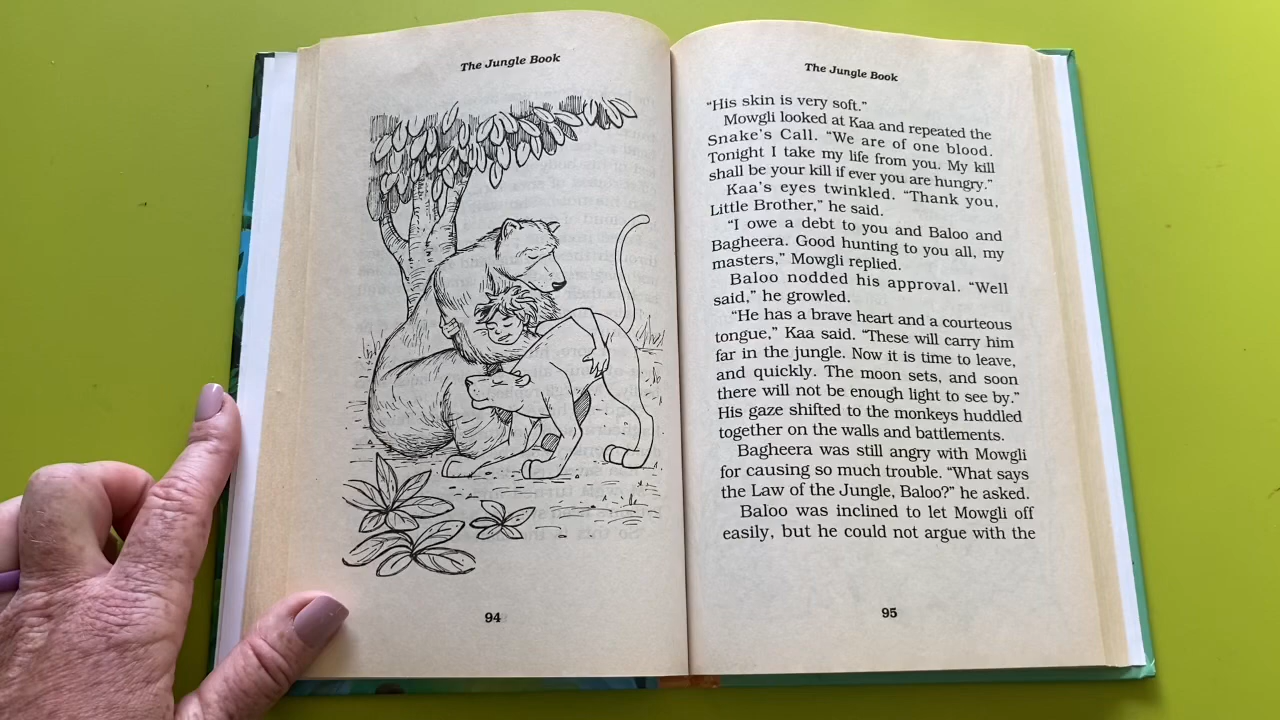 The Jungle Book
94
The Jungle Book
“His skin is very soft.”
Mowgli looked at Kaa and repeated the
Snake’s Call. “We are of one blood.
Tonight I take my life from you. My kill
shall be your kill if ever you are hungry.”
Kaa’s eyes twinkled. “Thank you,
Little Brother,” he said.
“I owe a debt to you and Baloo and
Bagheera. Good hunting to you all, my
masters,” Mowgli replied.
Baloo nodded his approval. “Well
said,” he growled.
“He has a brave heart and a courteous
tongue,” Kaa said. “These will carry him
far in the jungle. Now it is time to leave,
and quickly. The moon sets, and soon
there will not be enough light to see by.”
His gaze shifted to the monkeys huddled
together on the walls and battlements.
Bagheera was still angry with Mowgli
for causing so much trouble. “What says
the Law of the Jungle, Baloo?” he asked.
Baloo was inclined to let Mowgli off
easily, but he could not argue with the
95